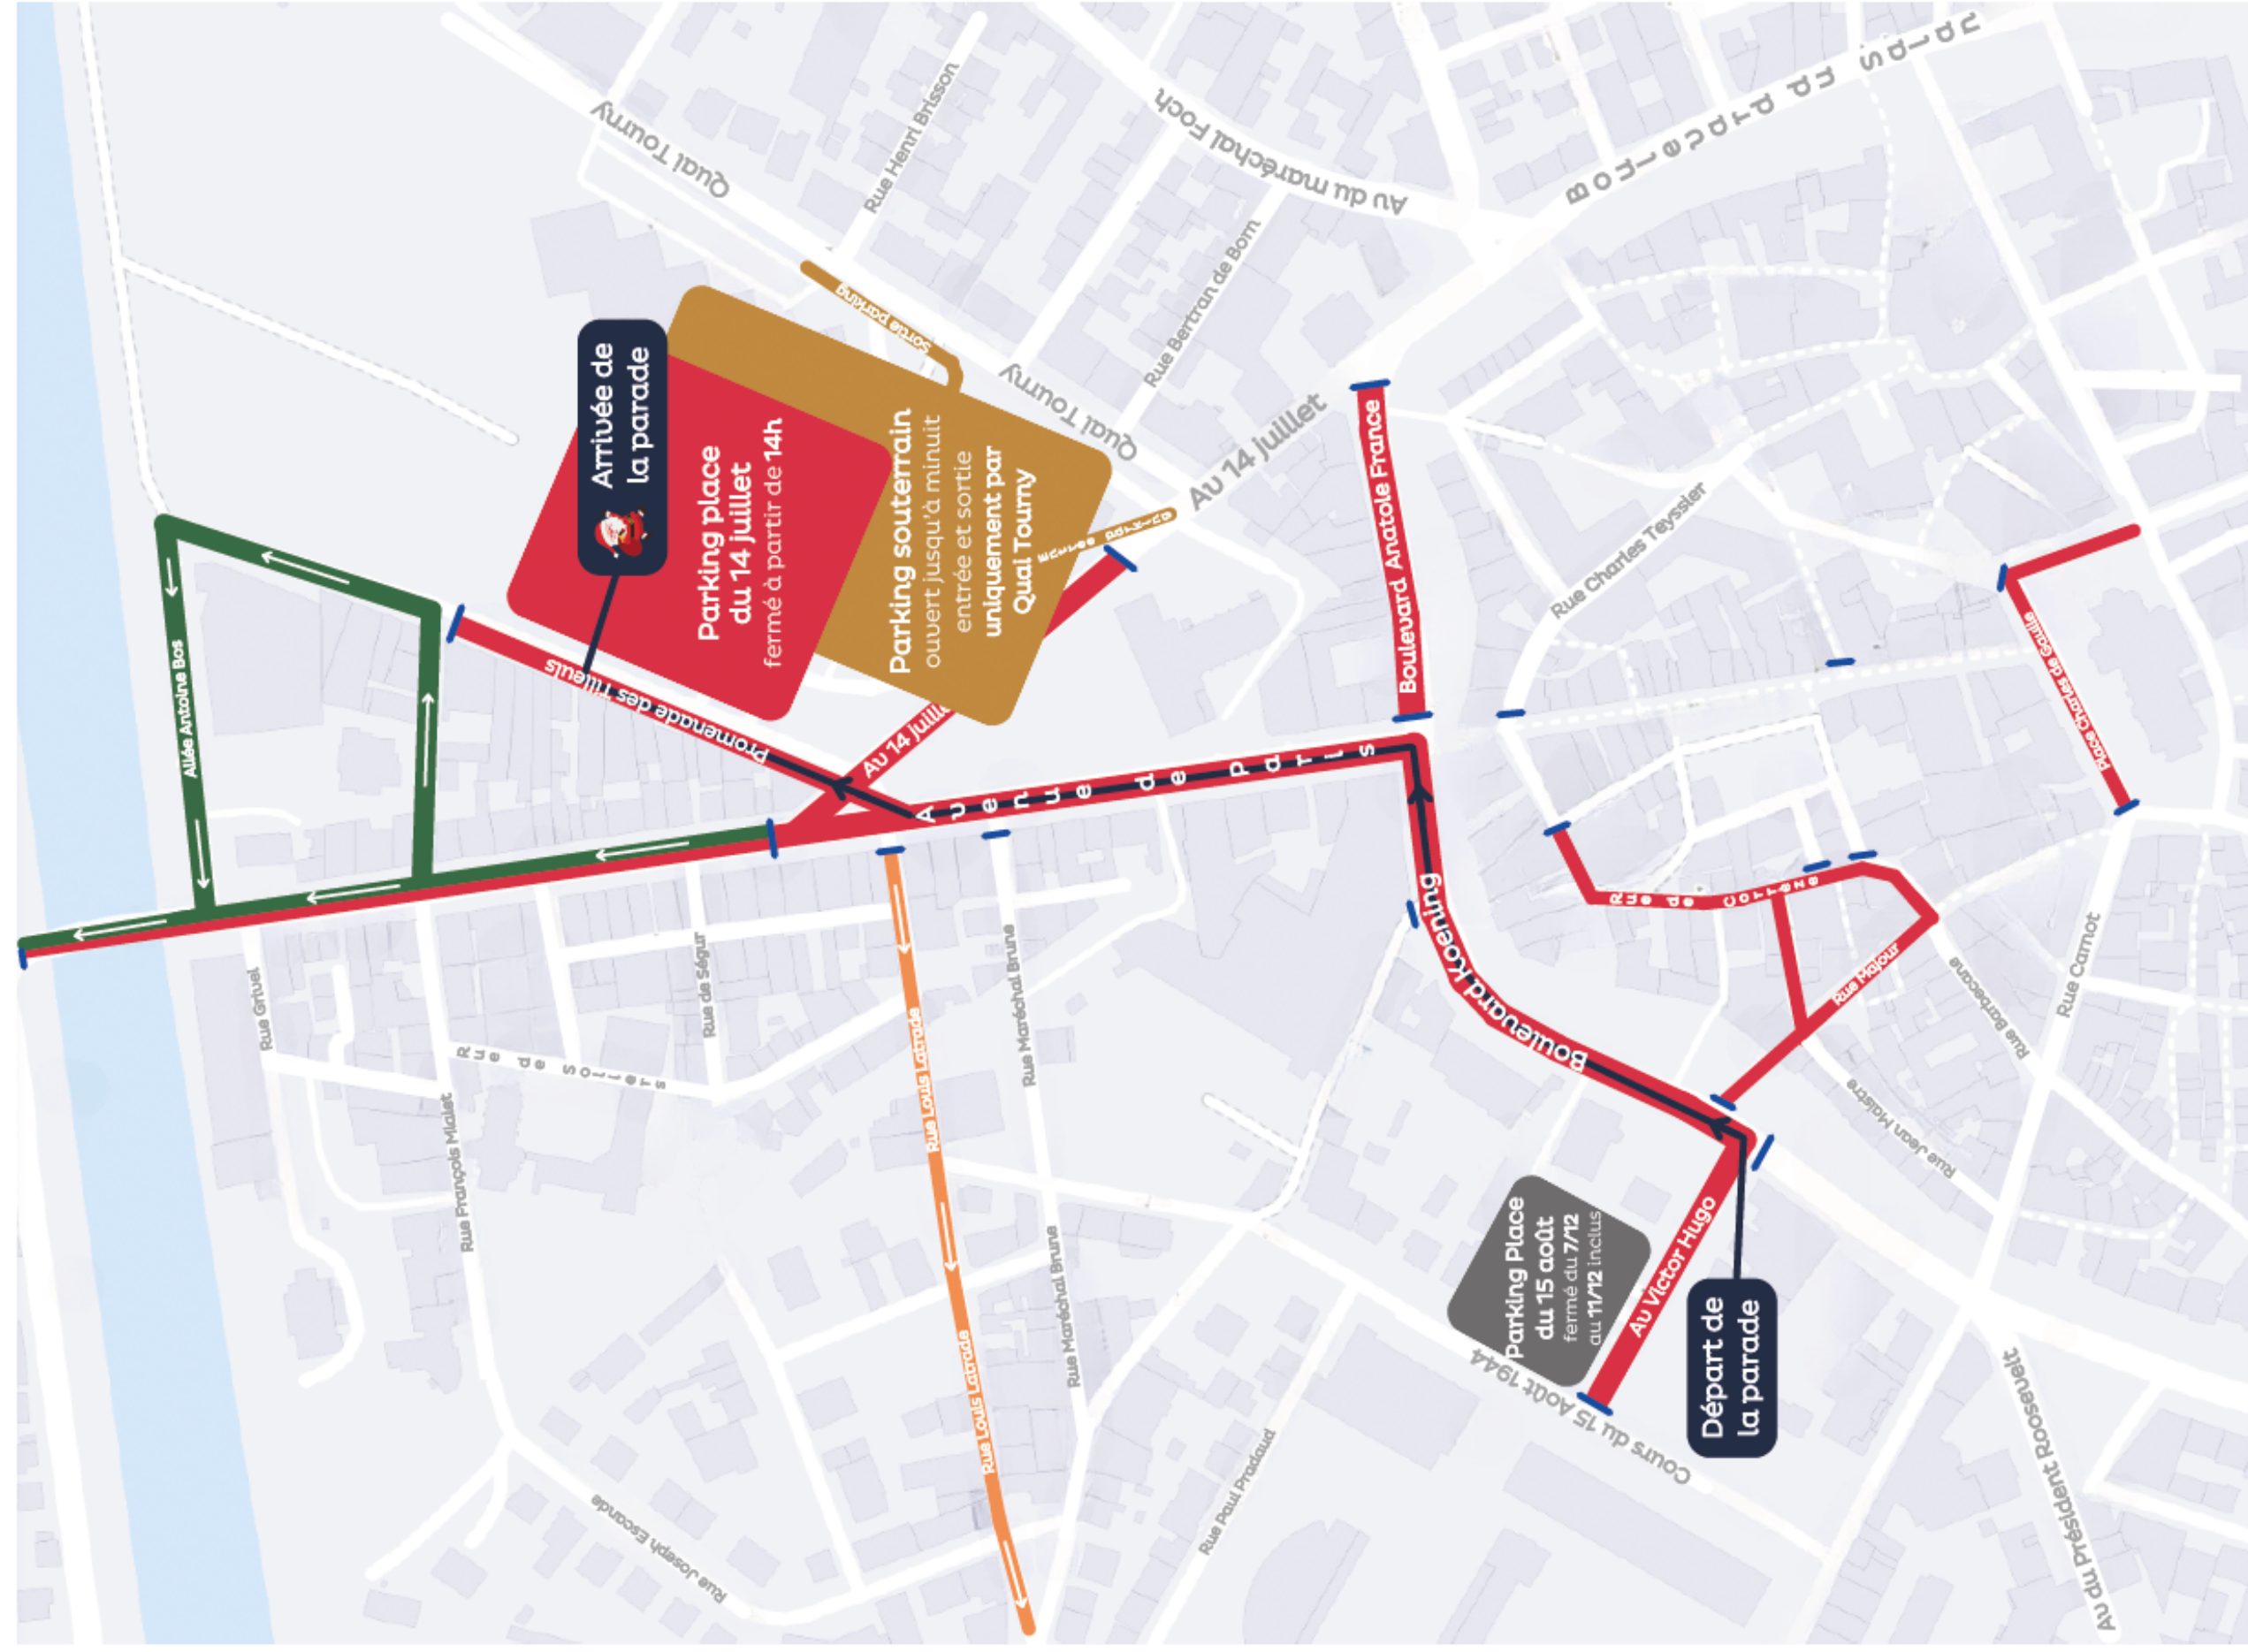 Quai Tourny
Rue Henri Brisson
Av du maréchal Foch
Boulevard du Salan
sortie parking
Quai Tourny
Rue Bertran de Born
Av 14 juillet
Entrée parking
Arrivée de
la parade
Parking place
du 14 juillet
fermé à partir de 14h
Parking souterrain
ouvert jusqu'à minuit
entrée et sortie
uniquement par
Quai Tourny
Promenade des Tilleuls
Av 14 juille
Allée Antoine Bos
Avenue de Paris
Boulevard Anatole France
Rue Charles Teyssier
Place Charles de Gaulle
Rue de Corrèze
Rue Majour
Rue Barbecane
Rue Carnot
Rue Jean Maistre
Boulevard Koening
Rue Grivel
Rue de Ségur
Rue de Soliers
Rue François Mialet
Rue Louis Latrade
Rue Louis Latrade
Rue Maréchal Brune
Rue Maréchal Brune
Rue Joseph Escande
Rue Paul Pradaud
Parking Place
du 15 août
fermé du 7/12
au 11/12 inclus
Cours du 15 Août 1944
Av Victor Hugo
Départ de
la parade
Av du Président Roosevelt